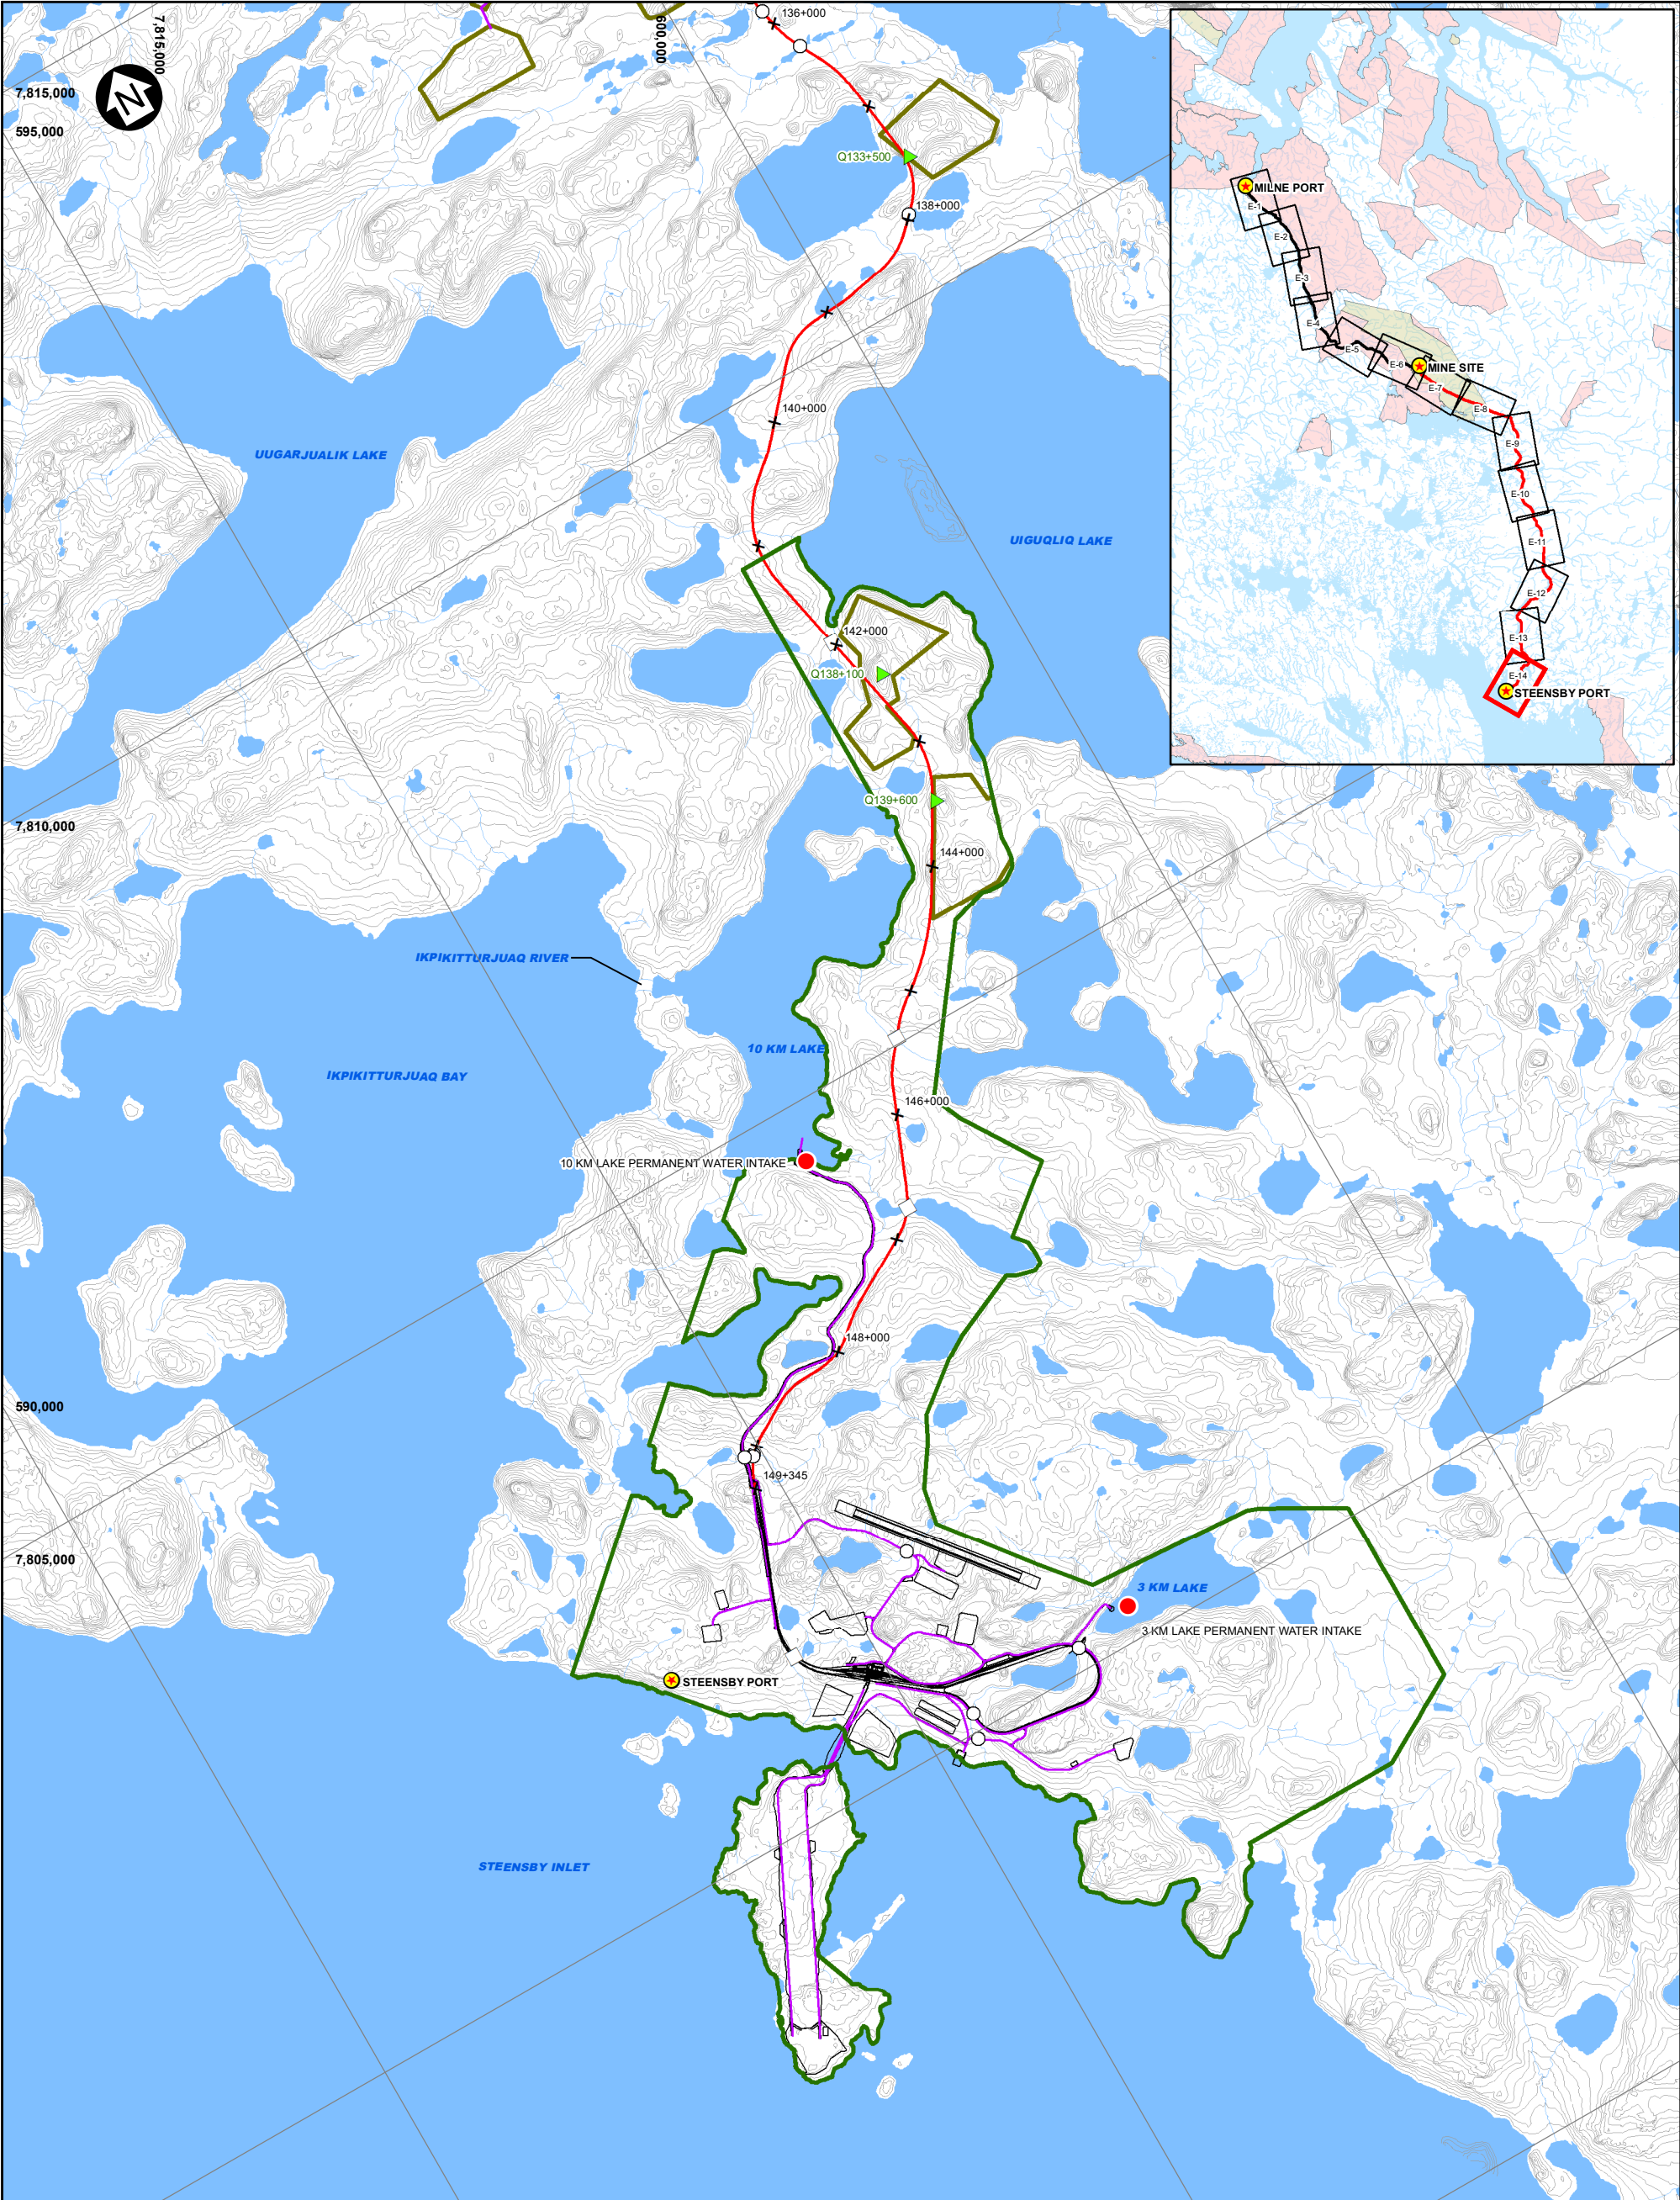 136+000
7,815,000
600,000
7,815,000
N
595,000
Q133+500
138+000
MILNE PORT
E-1
E-2
E-3
E-4
E-5
E-6
MINE SITE
E-7
E-8
E-9
E-10
E-11
E-12
E-13
E-14
STEENSBY PORT
140+000
UUGARJUALIK LAKE
UIGUQLIQ LAKE
142+000
Q138+100
Q139+600
7,810,000
144+000
IKPIKITTURJUAQ RIVER
10 KM LAKE
IKPIKITTURJUAQ BAY
146+000
10 KM LAKE PERMANENT WATER INTAKE
148+000
590,000
149+345
7,805,000
3 KM LAKE
3 KM LAKE PERMANENT WATER INTAKE
STEENSBY PORT
STEENSBY INLET